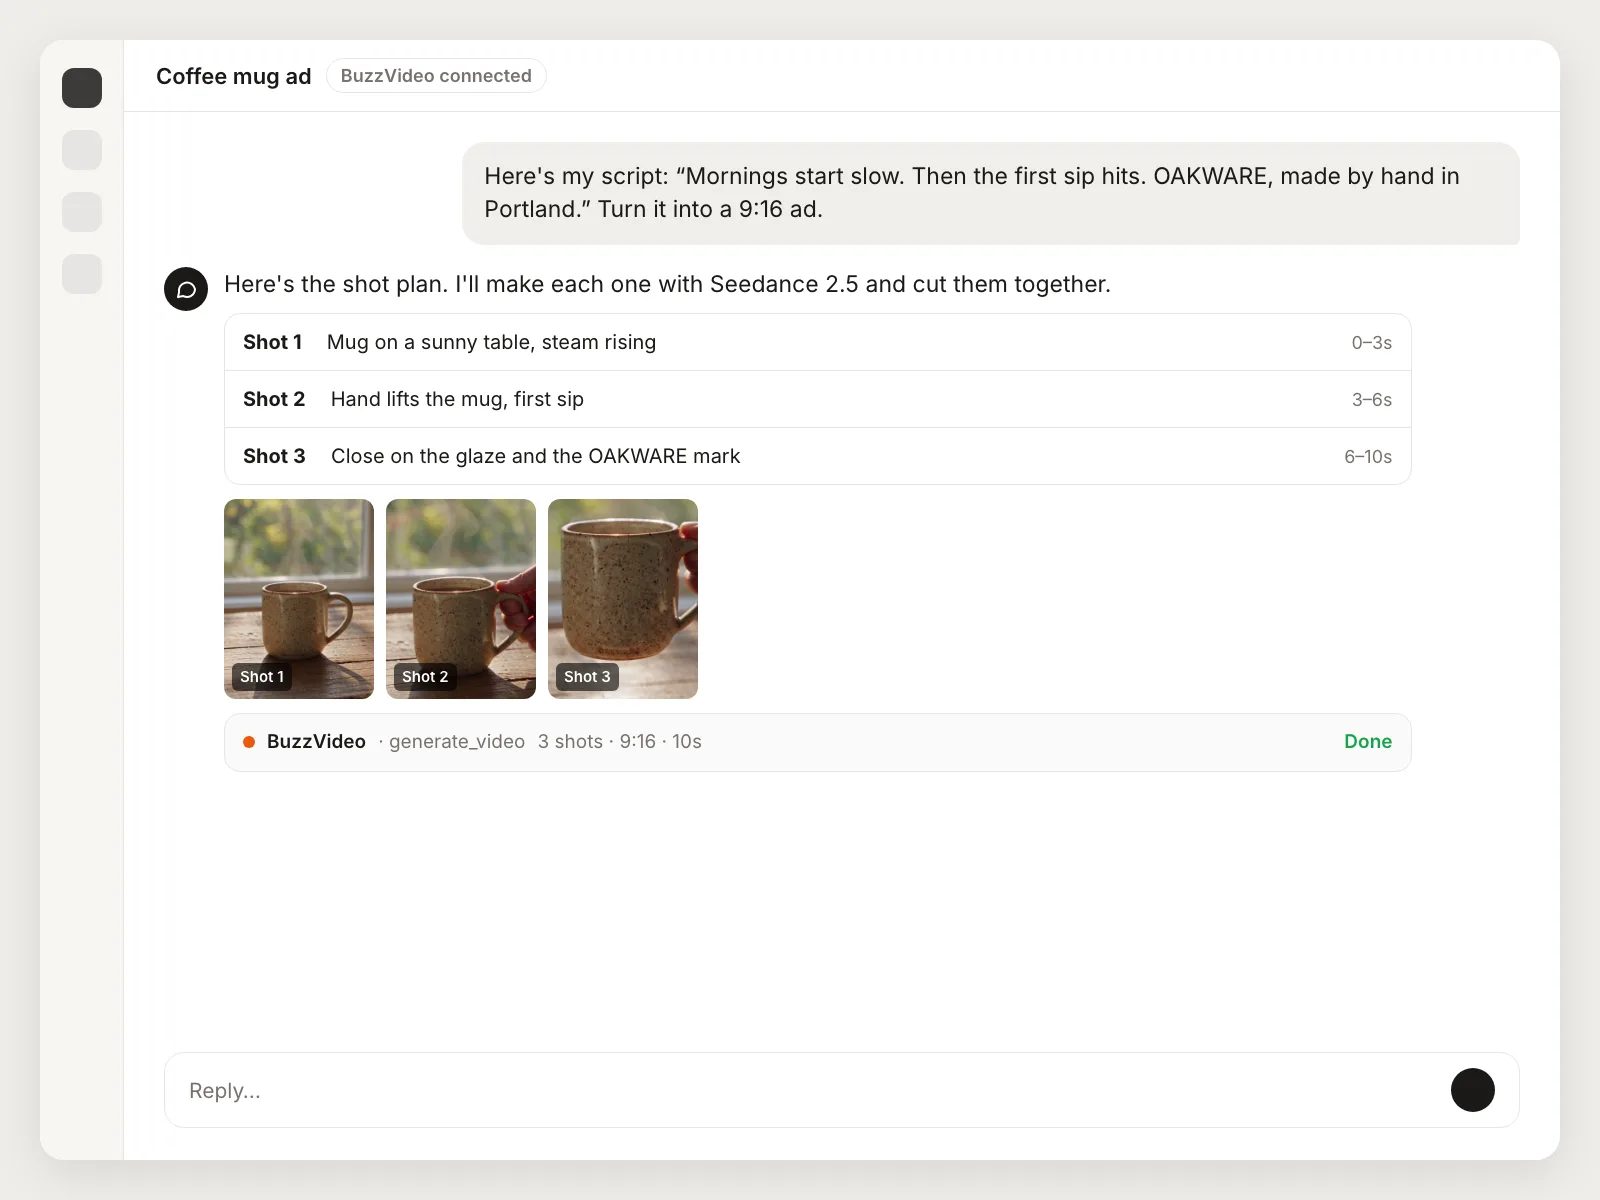 Coffee mug ad
BuzzVideo connected
Here's my script: “Mornings start slow. Then the first sip hits. OAKWARE, made by hand in
Portland.” Turn it into a 9:16 ad.
Here's the shot plan. I'll make each one with Seedance 2.5 and cut them together.
Shot 1 Mug on a sunny table, steam rising 0–3s
Shot 2 Hand lifts the mug, first sip 3–6s
Shot 3 Close on the glaze and the OAKWARE mark 6–10s
Shot 1
Shot 2
Shot 3
BuzzVideo · generate_video 3 shots · 9:16 · 10s Done
Reply...